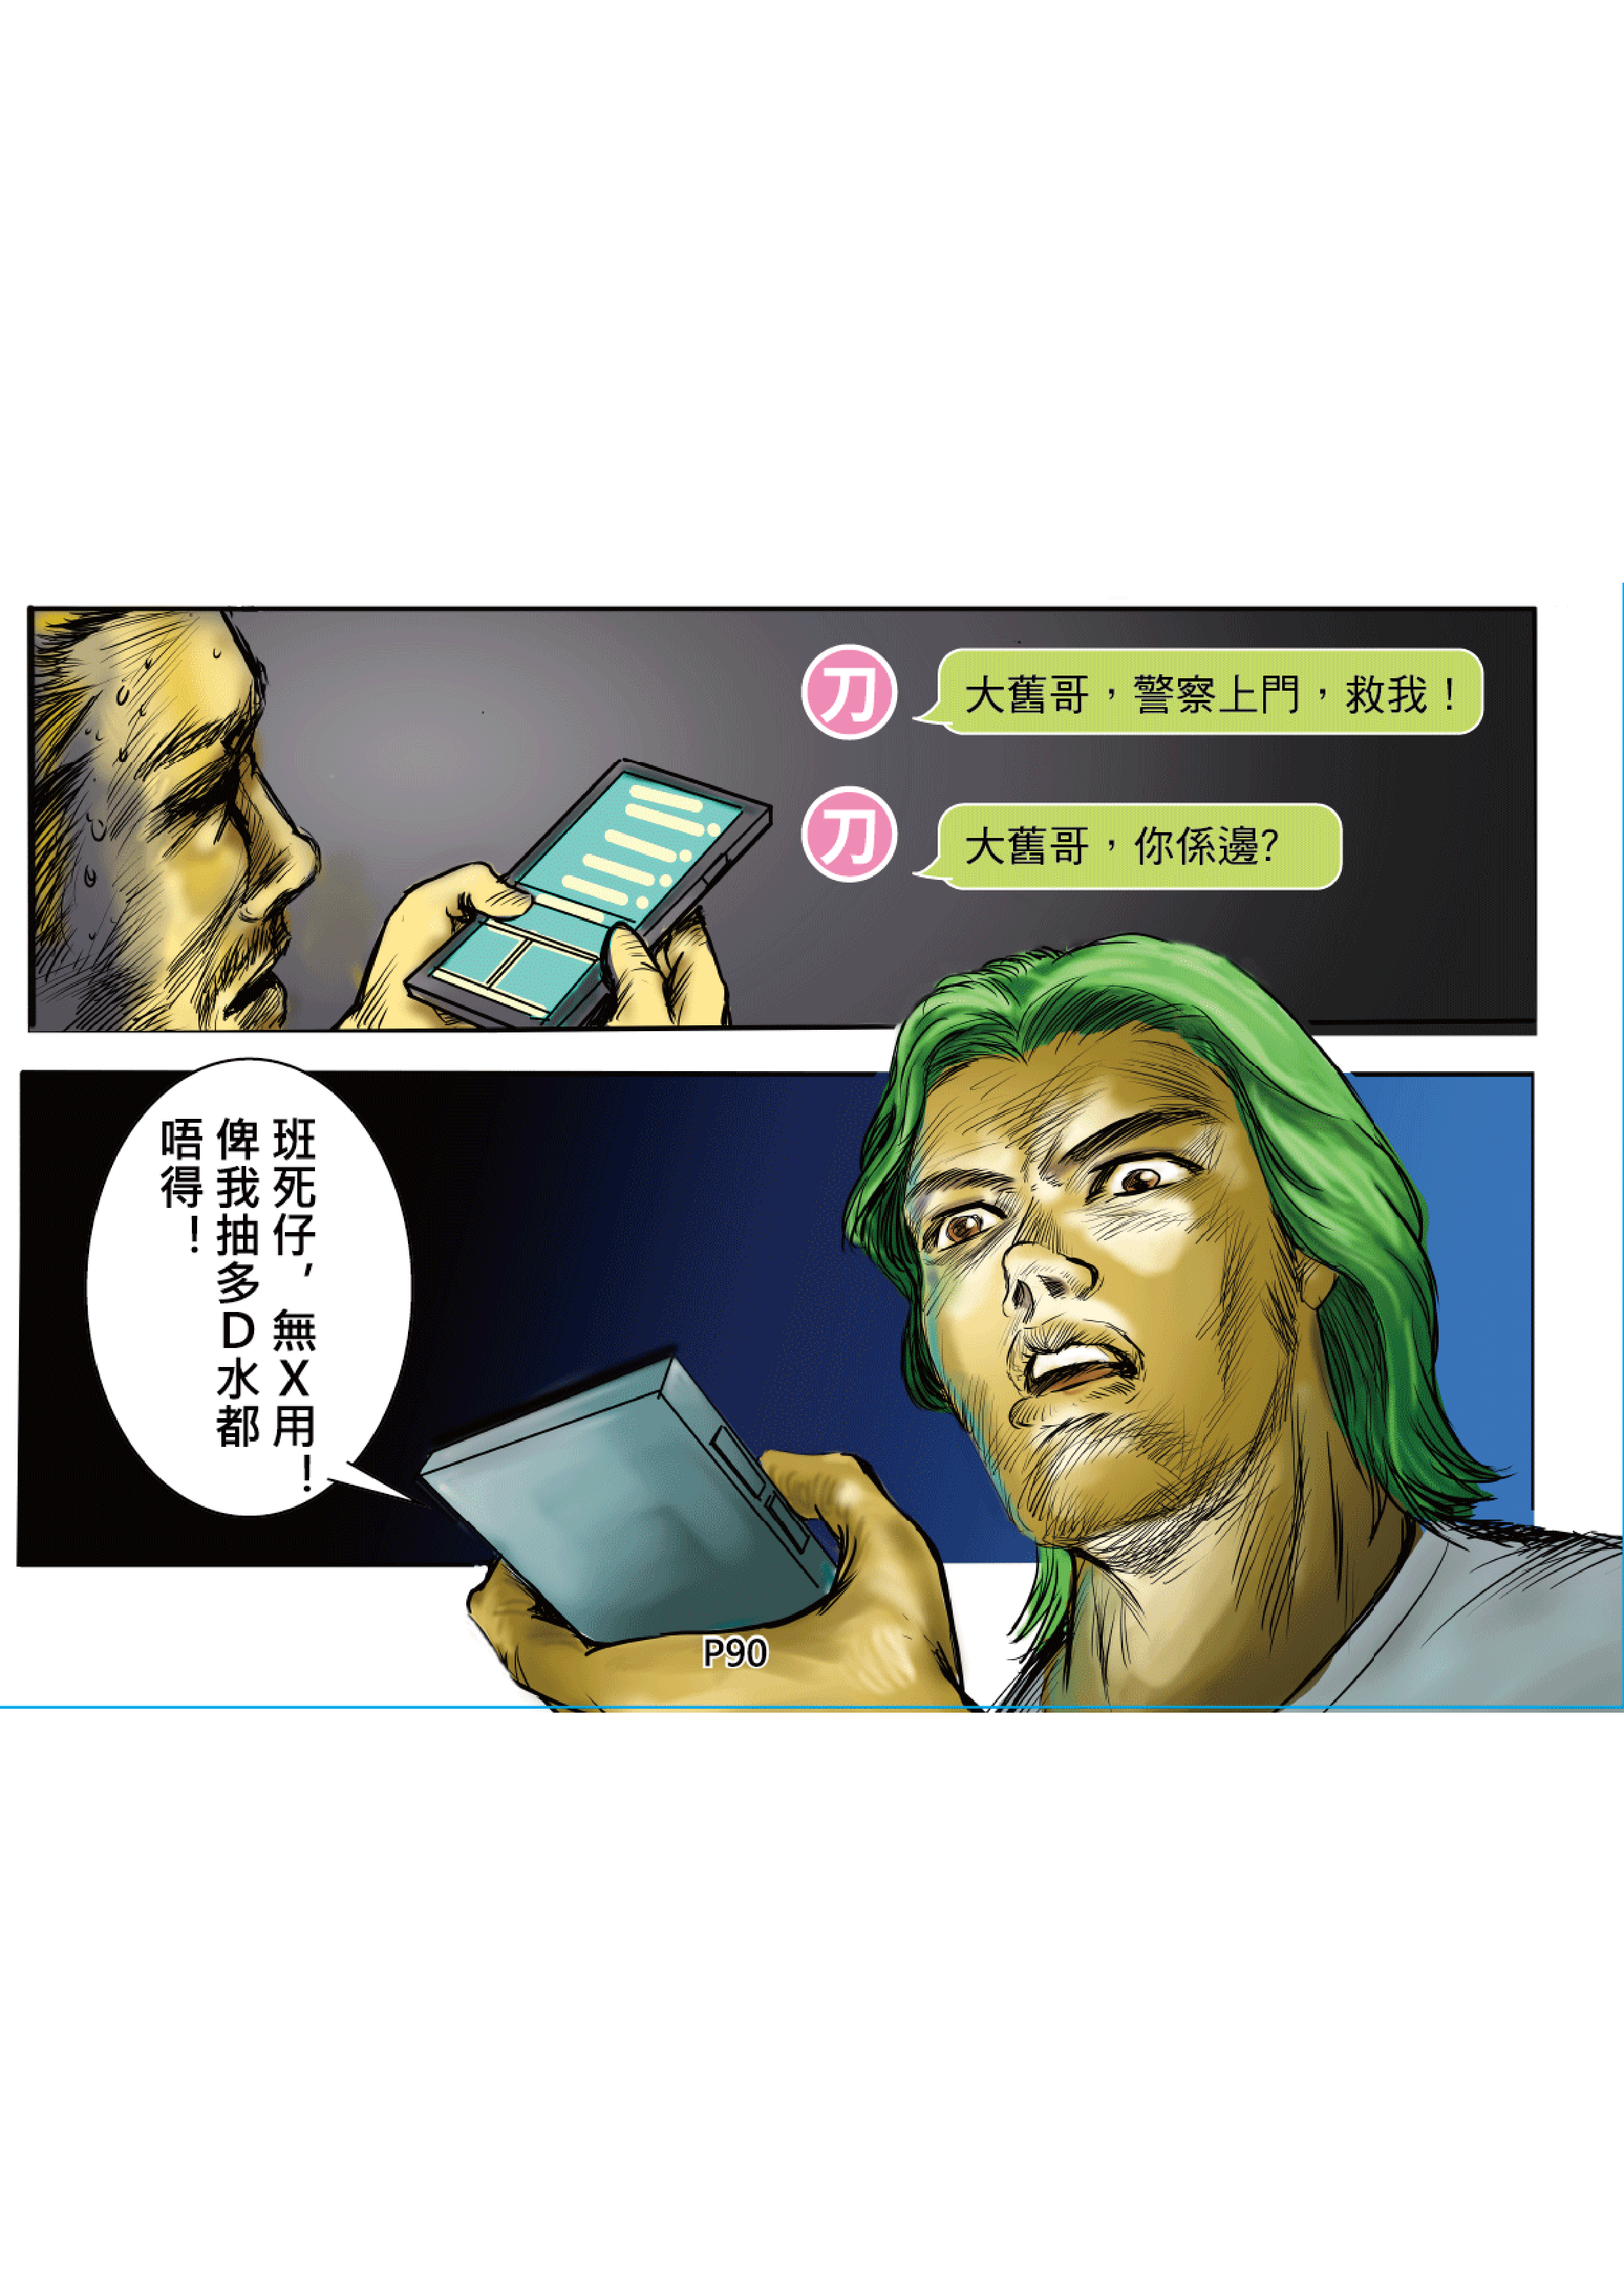 刀
大舊哥，警察上門，救我！
刀
大舊哥，你係邊?
班死仔，無X用！
俾我抽多D水都
唔得！
P90